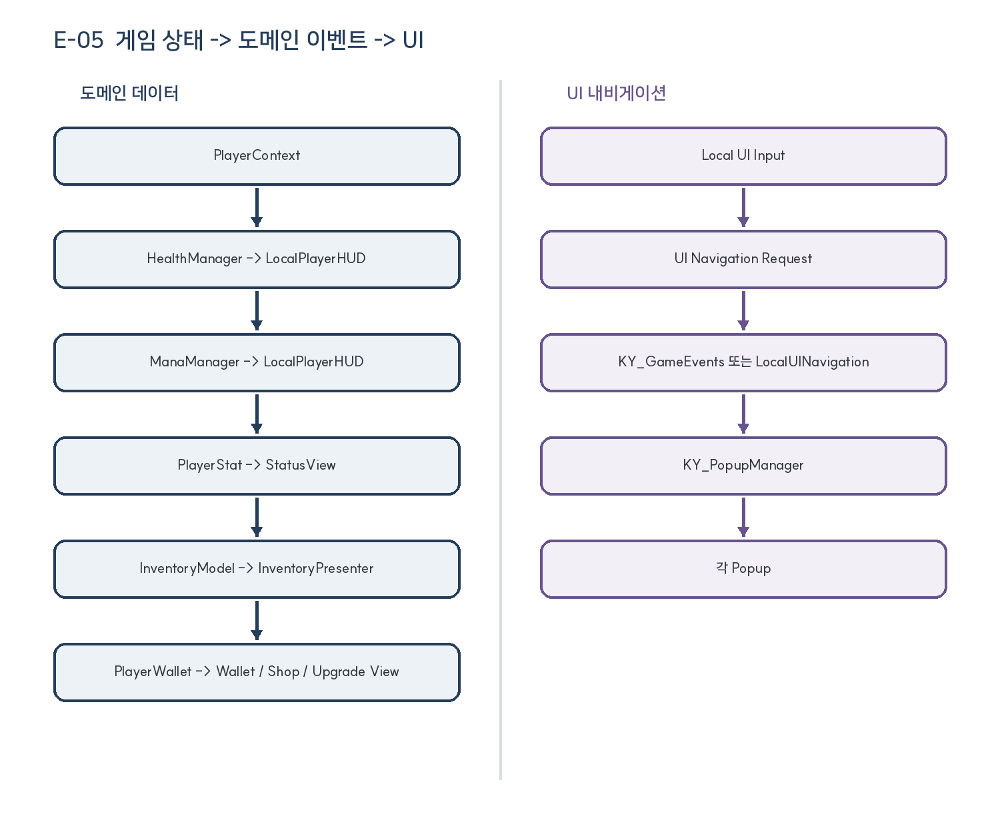 E-05 게임 상태 -> 도메인 이벤트 -> UI
도메인 데이터
PlayerContext
HealthManager -> LocalPlayerHUD
ManaManager -> LocalPlayerHUD
PlayerStat -> StatusView
InventoryModel -> InventoryPresenter
PlayerWallet -> Wallet / Shop / Upgrade View
UI 내비게이션
Local UI Input
UI Navigation Request
KY_GameEvents 또는 LocalUINavigation
KY_PopupManager
각 Popup